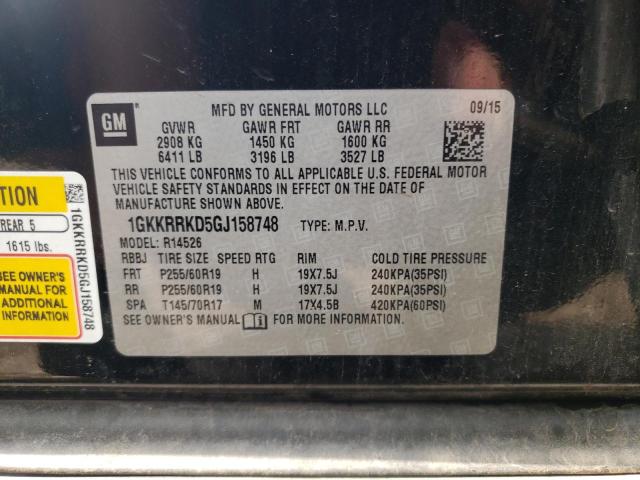 GM
MFD BY GENERAL MOTORS LLC
09/15
GVWR GAWR FRT GAWR RR
2908 KG 1450 KG 1600 KG
6411 LB 3196 LB 3527 LB
THIS VEHICLE CONFORMS TO ALL APPLICABLE U.S. FEDERAL MOTOR
VEHICLE SAFETY STANDARDS IN EFFECT ON THE DATE OF
MANUFACTURE SHOWN ABOVE.
1GKKRRKD5GJ158748 TYPE: M.P.V.
MODEL: R14526
RBBJ TIRE SIZE SPEED RTG RIM COLD TIRE PRESSURE
FRT P255/60R19 H 19X7.5J 240KPA(35PSI)
RR P255/60R19 H 19X7.5J 240KPA(35PSI)
SPA T145/70R17 M 17X4.5B 420KPA(60PSI)
SEE OWNER'S MANUAL FOR MORE INFORMATION.
TION
REAR 5
1615 lbs.
SEE OWNER'S
MANUAL FOR
ADDITIONAL
INFORMATION
1GKKRRKD5GJ158748